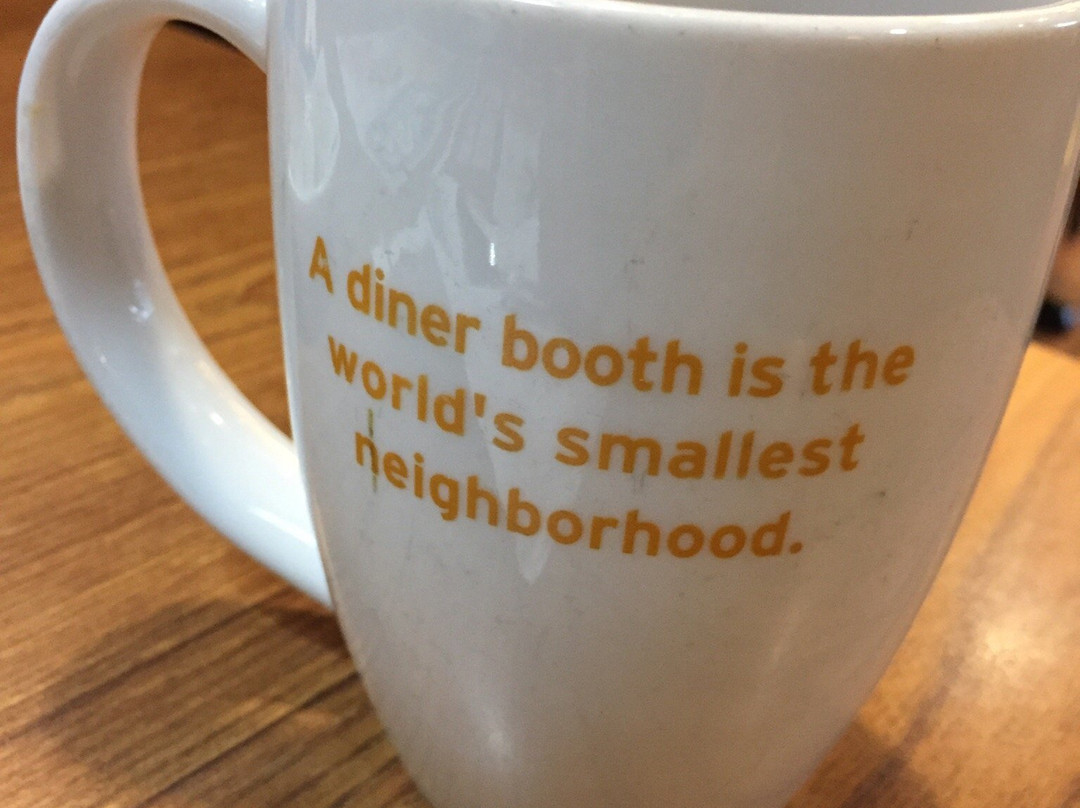 A diner booth is the
world's smallest
neighborhood.